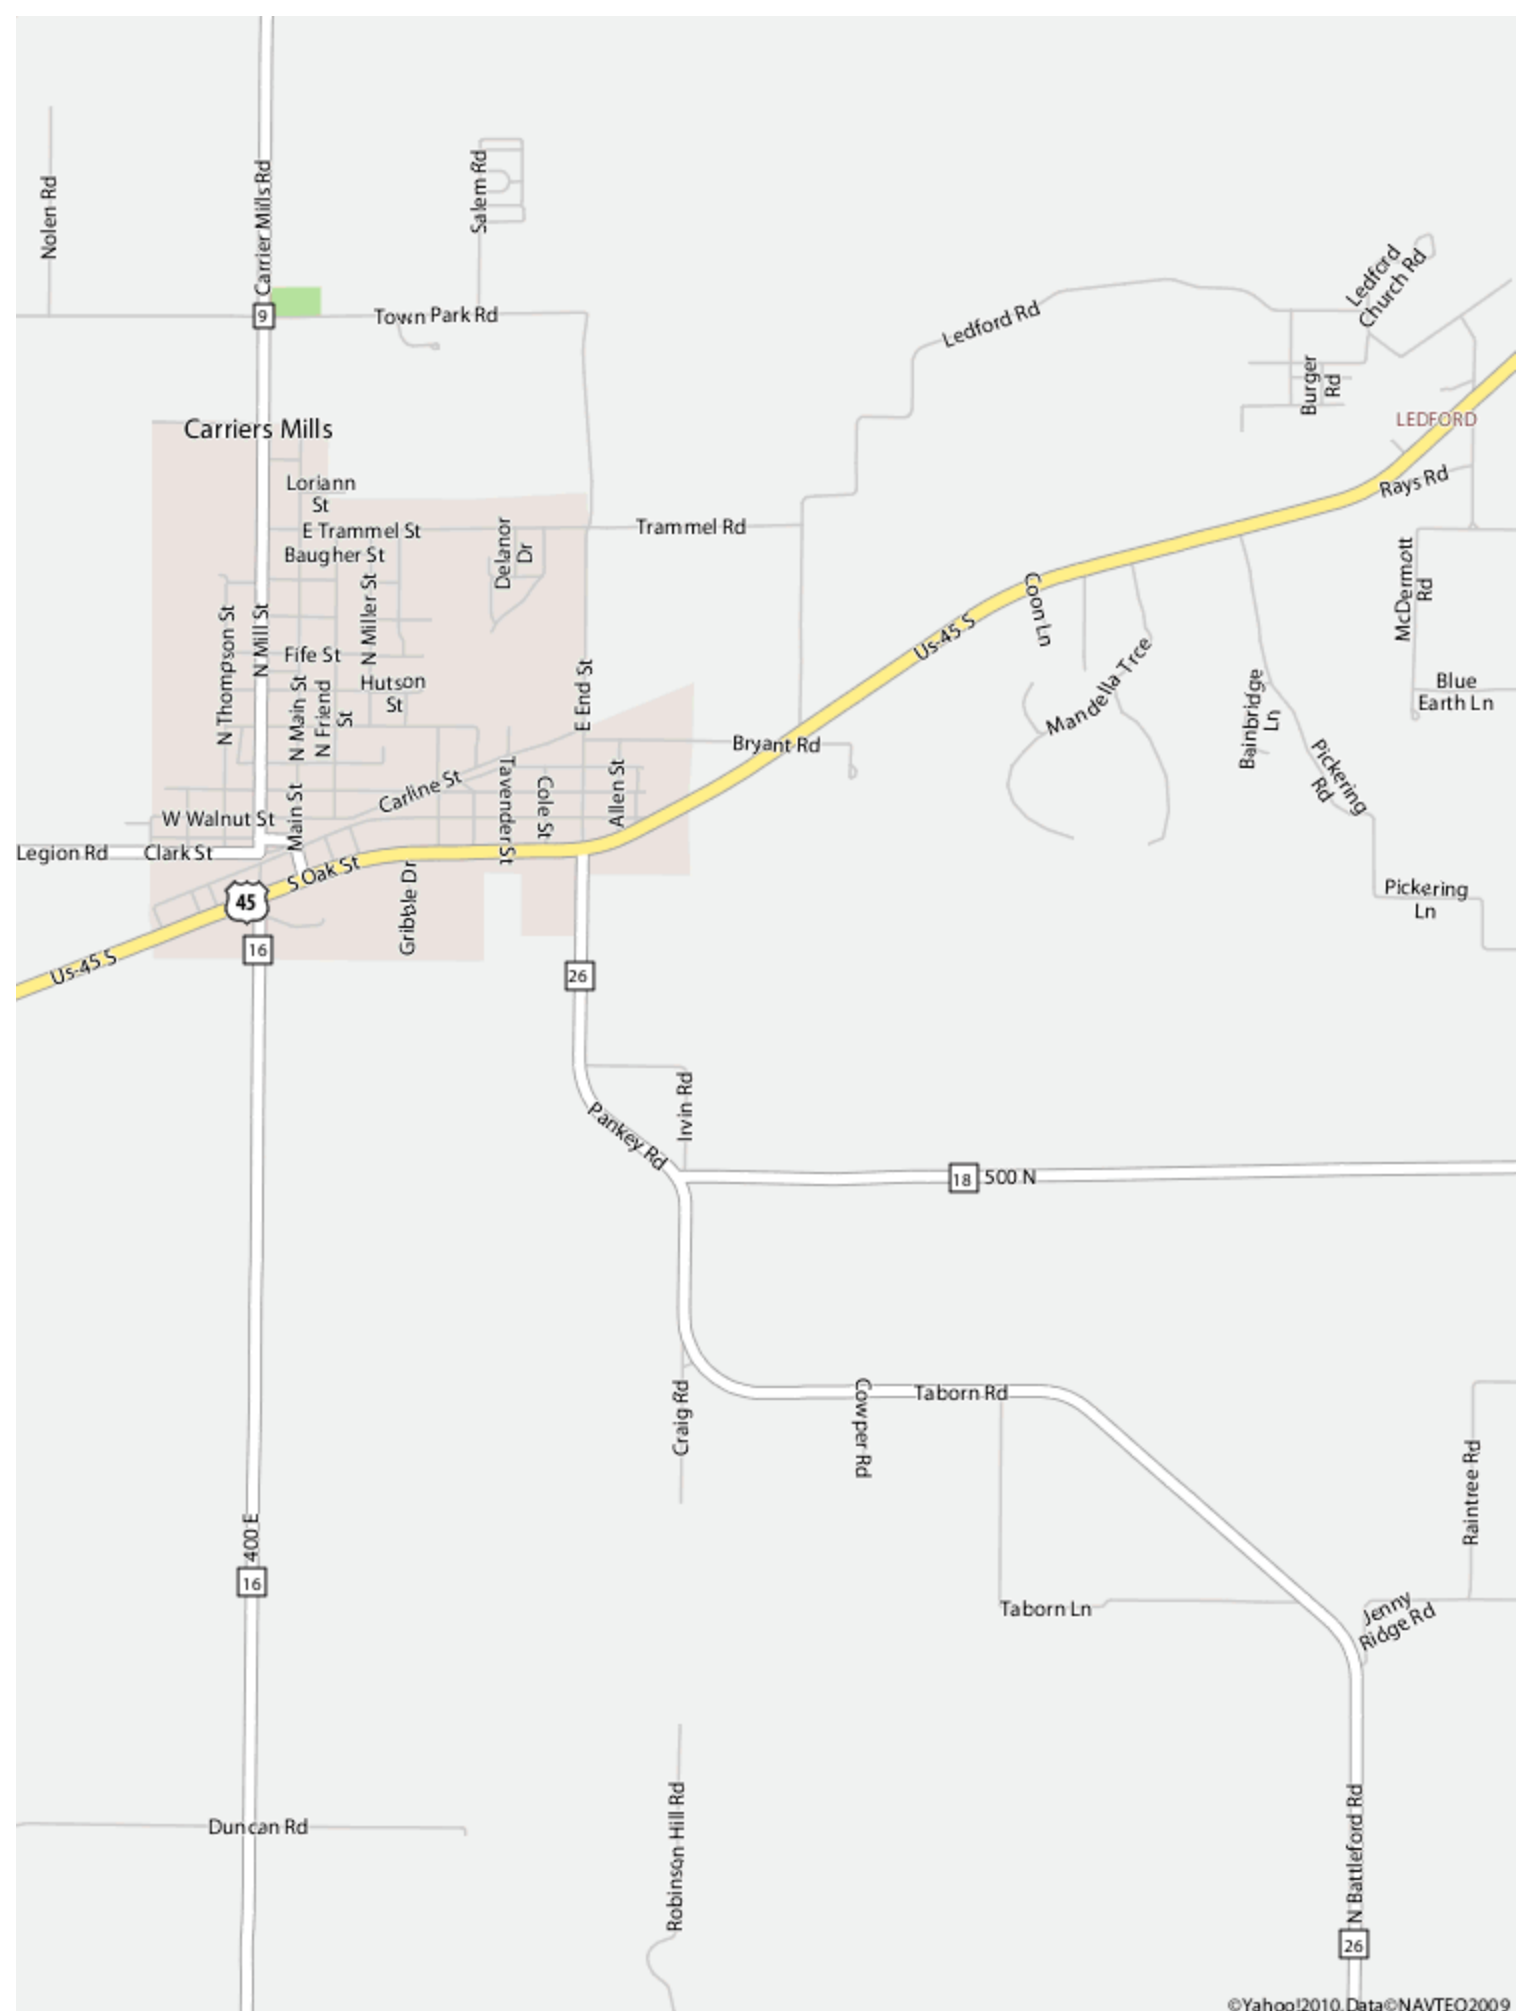 Nolen Rd
Carrier Mills Rd
Salem Rd
9
Town Park Rd
Ledford Rd
Ledford
Church Rd
Burger
Rd
LEDFORD
Carriers Mills
Loriann
St
E Trammel St
Baugher St
Delanor
Dr
Trammel Rd
Rays Rd
McDermott
Rd
N Thompson St
N Mill St
N Miller St
Fife St
Hutson
St
N Main St
N Friend
St
E End St
Us-45 S
Coon Ln
Mandella Trce
Bainbridge
Ln
Blue
Earth Ln
Bryant Rd
Pickering
Rd
Carline St
Tavender St
Cole St
Allen St
W Walnut St
Main St
Legion Rd
Clark St
S Oak St
Gribble Dr
45
Pickering
Ln
16
Us-45 S
26
Irvin Rd
Pankey Rd
18
500 N
Craig Rd
Cowper Rd
Taborn Rd
Raintree Rd
400 E
16
Taborn Ln
Jenny
Ridge Rd
Duncan Rd
Robinson Hill Rd
N Battleford Rd
26
©Yahoo!2010,Data©NAVTEQ2009